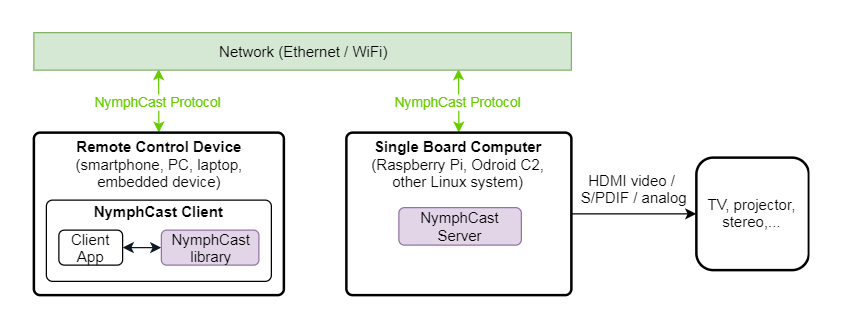 Network (Ethernet / WiFi)
NymphCast Protocol
NymphCast Protocol
Remote Control Device
(smartphone, PC, laptop,
embedded device)
NymphCast Client
Client
App
NymphCast
library
Single Board Computer
(Raspberry Pi, Odroid C2,
other Linux system)
NymphCast
Server
HDMI video /
S/PDIF / analog
TV, projector,
stereo,...